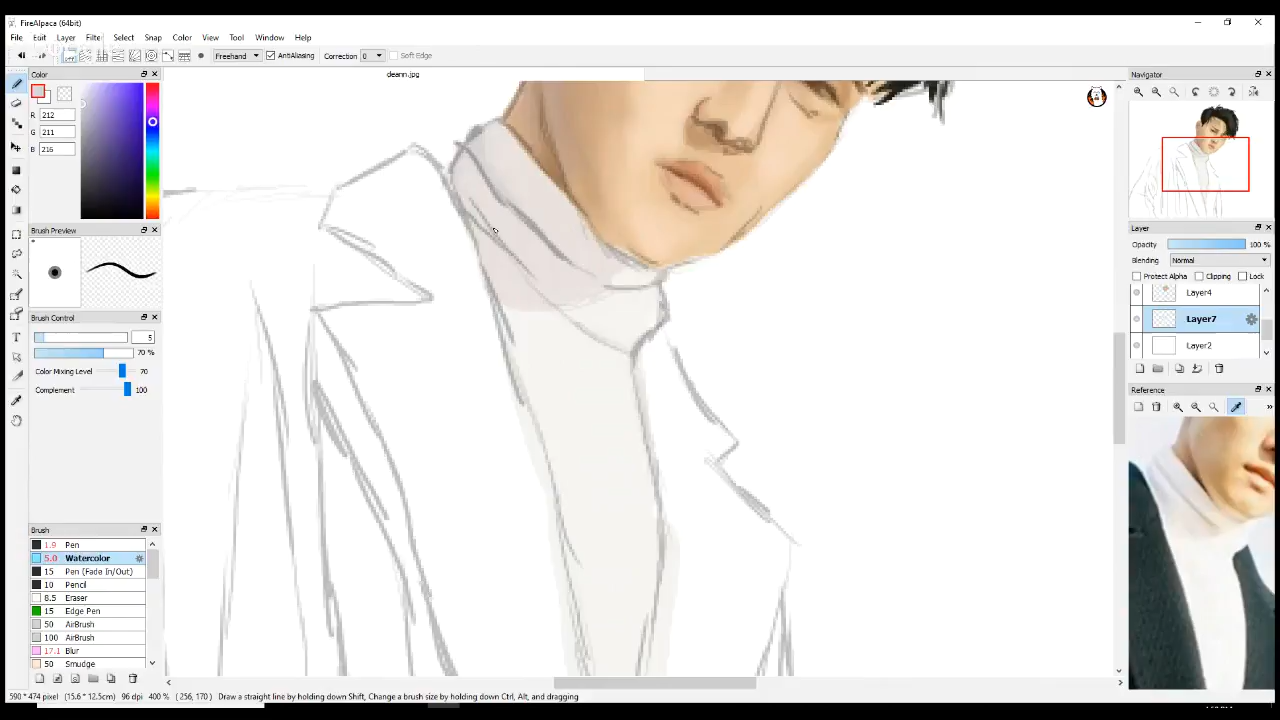 FireAlpaca (64bit)
File Edit Layer Filter Select Snap Color View Tool Window Help
Freehand AntiAliasing Correction 0 Soft Edge
Color
deann.jpg
Navigator
R 212
G 211
B 216
Brush Preview
Layer
Opacity 100 %
Blending Normal
Protect Alpha Clipping Lock
Layer4
Layer7
Layer2
Brush Control
5
70 %
Color Mixing Level 70
Complement 100
Reference
»
Brush
1.9 Pen
5.0 Watercolor
15 Pen (Fade In/Out)
10 Pencil
8.5 Eraser
15 Edge Pen
50 AirBrush
100 AirBrush
17.1 Blur
50 Smudge
590 * 474 pixel (15.6 * 12.5cm) 96 dpi 400 % ( 256, 170 ) Draw a straight line by holding down Shift, Change a brush size by holding down Ctrl, Alt, and dragging